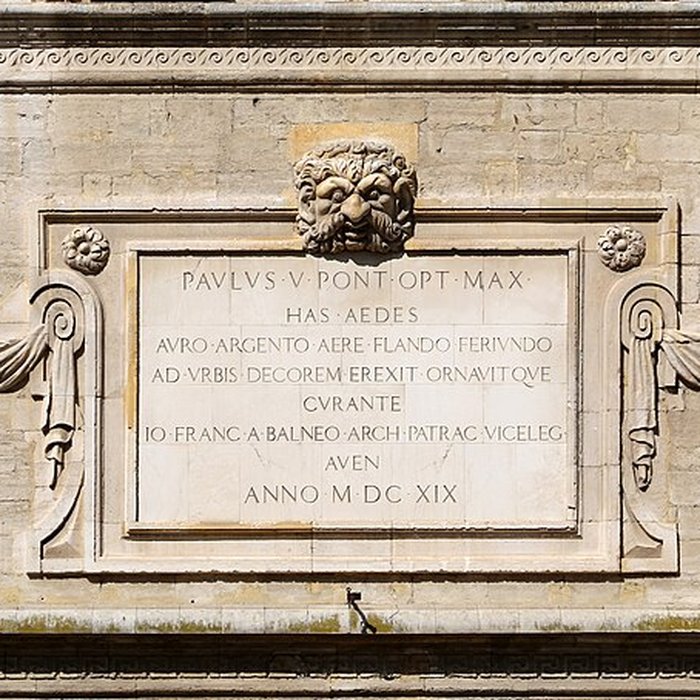 PAVLVS·V·PONT·OPT·MAX·
HAS·AEDES
AVRO·ARGENTO·AERE·FLANDO·FERIVNDO
AD·VRBIS·DECOREM·EREXIT·ORNAVITQVE
CVRANTE
IO·FRANC·A·BALNEO·ARCH·PATRAC·VICELEG·
AVEN
ANNO·M·DC·XIX